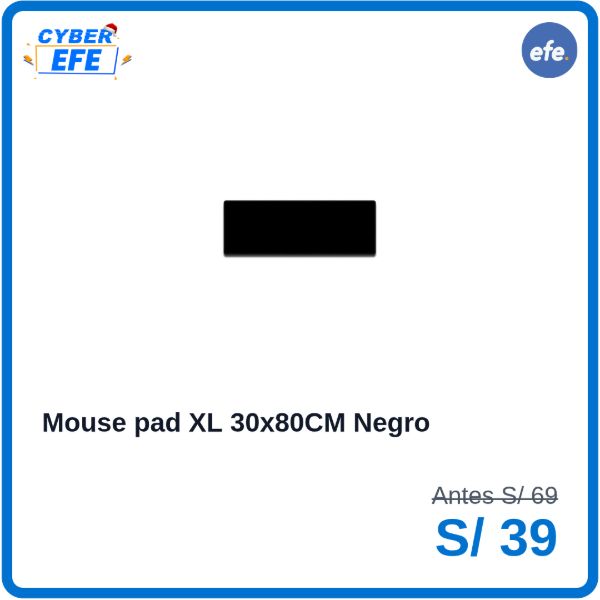 CYBER
EFE
efe.
Mouse pad XL 30x80CM Negro
Antes S/ 69
S/ 39